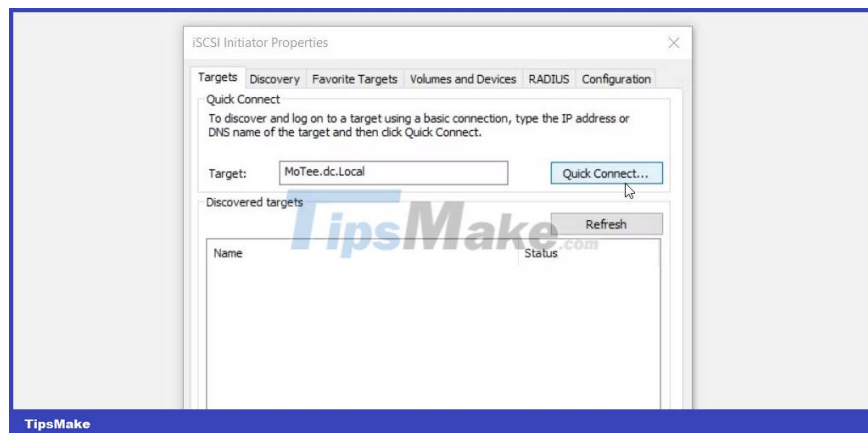 iSCSI Initiator Properties
Targets Discovery Favorite Targets Volumes and Devices RADIUS Configuration
Quick Connect
To discover and log on to a target using a basic connection, type the IP address or
DNS name of the target and then click Quick Connect.
Target: MoTee.dc.Local Quick Connect...
Discovered targets
TipsMake.com
Refresh
Name Status
TipsMake